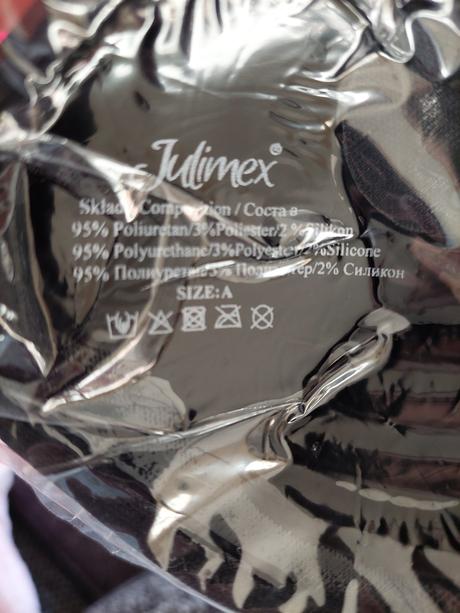 Julimex®
Skład / Composition / Состав
95% Poliuretan/3%Poliester/2%Silikon
95% Polyurethane/3%Polyester/2%Silicone
95% Полиуретан/3% Полиэстер/2% Силикон
SIZE:A